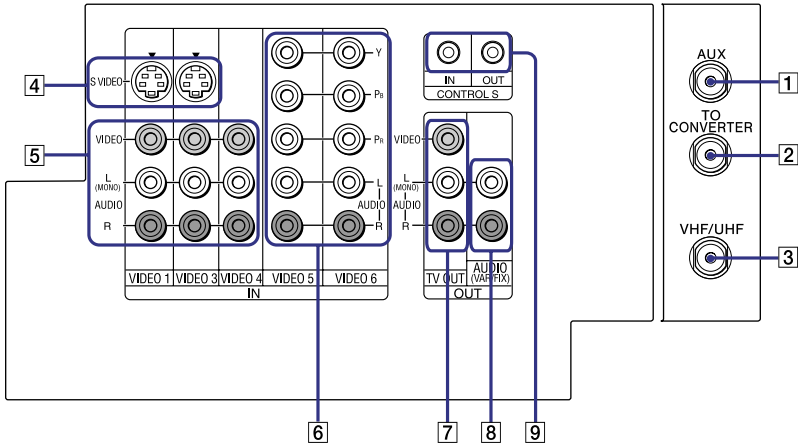 AUX
1
TO
CONVERTER
2
VHF/UHF
3
4
S VIDEO
5
VIDEO
L
(MONO)
AUDIO
R
Y
PB
PR
L
AUDIO
R
VIDEO 1 VIDEO 3 VIDEO 4 VIDEO 5 VIDEO 6
IN
IN OUT
CONTROL S
VIDEO
L
(MONO)
AUDIO
R
TV OUT
AUDIO
(VAR/FIX)
OUT
6
7
8
9